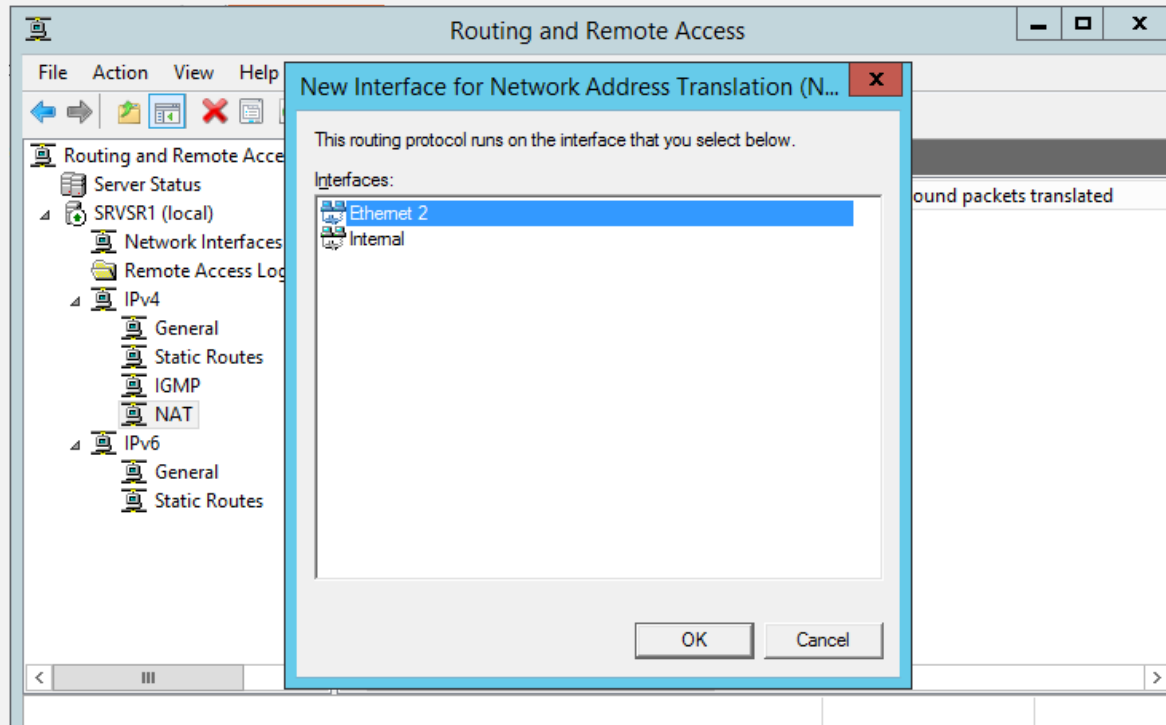 Routing and Remote Access
File Action View Help
New Interface for Network Address Translation (N...
This routing protocol runs on the interface that you select below.
Interfaces:
Ethernet 2
Internal
OK Cancel
Routing and Remote Acce
Server Status
SRVSR1 (local)
Network Interfaces
Remote Access Log
IPv4
General
Static Routes
IGMP
NAT
IPv6
General
Static Routes
ound packets translated